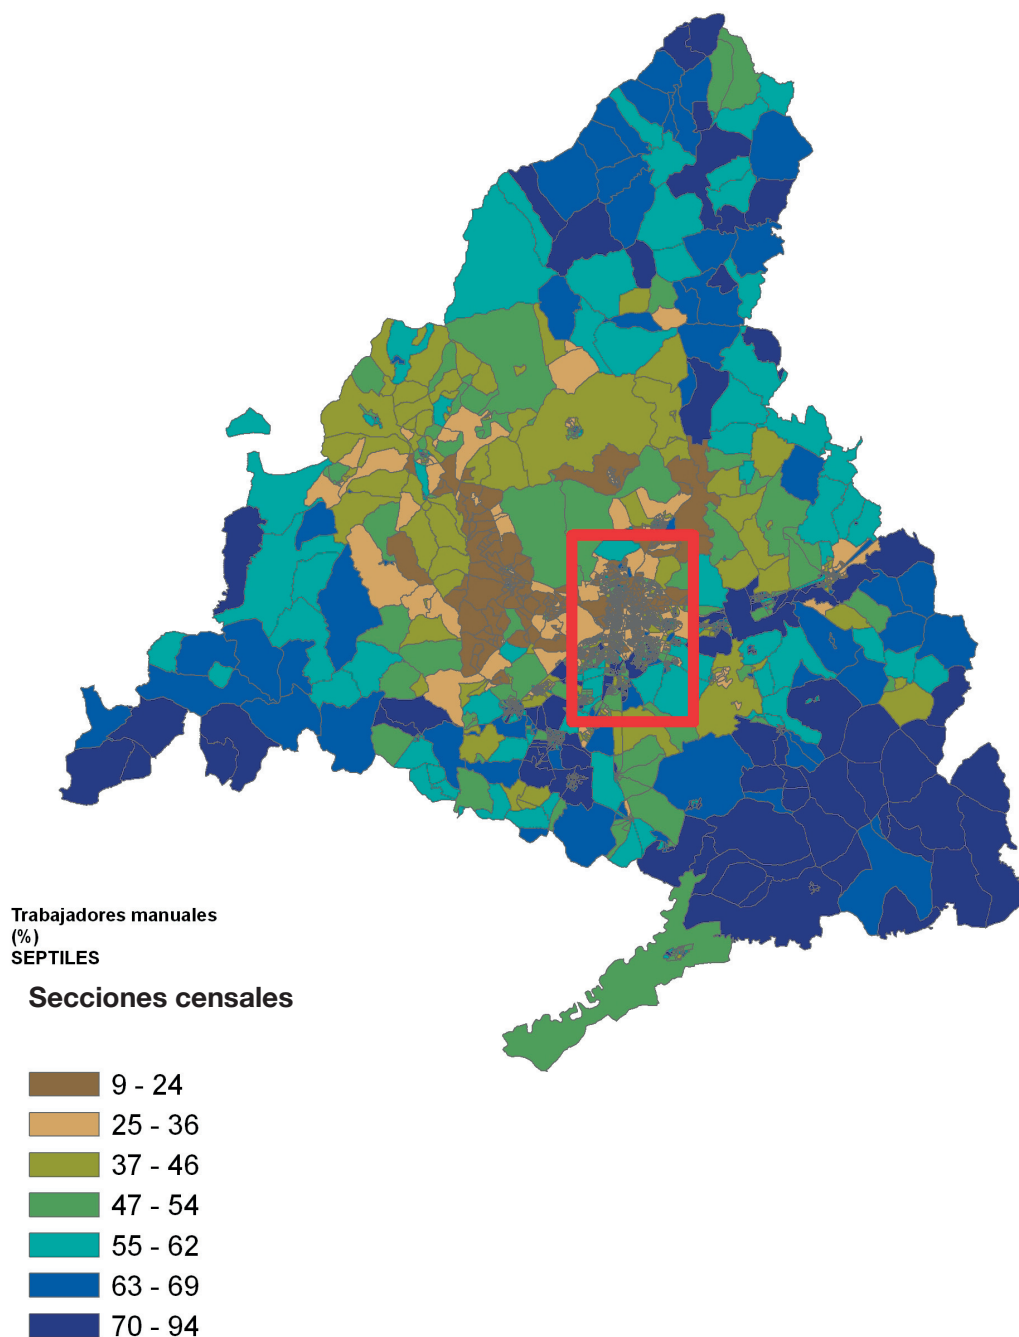 Trabajadores manuales
(%)
SEPTILES
Secciones censales
9 - 24
25 - 36
37 - 46
47 - 54
55 - 62
63 - 69
70 - 94